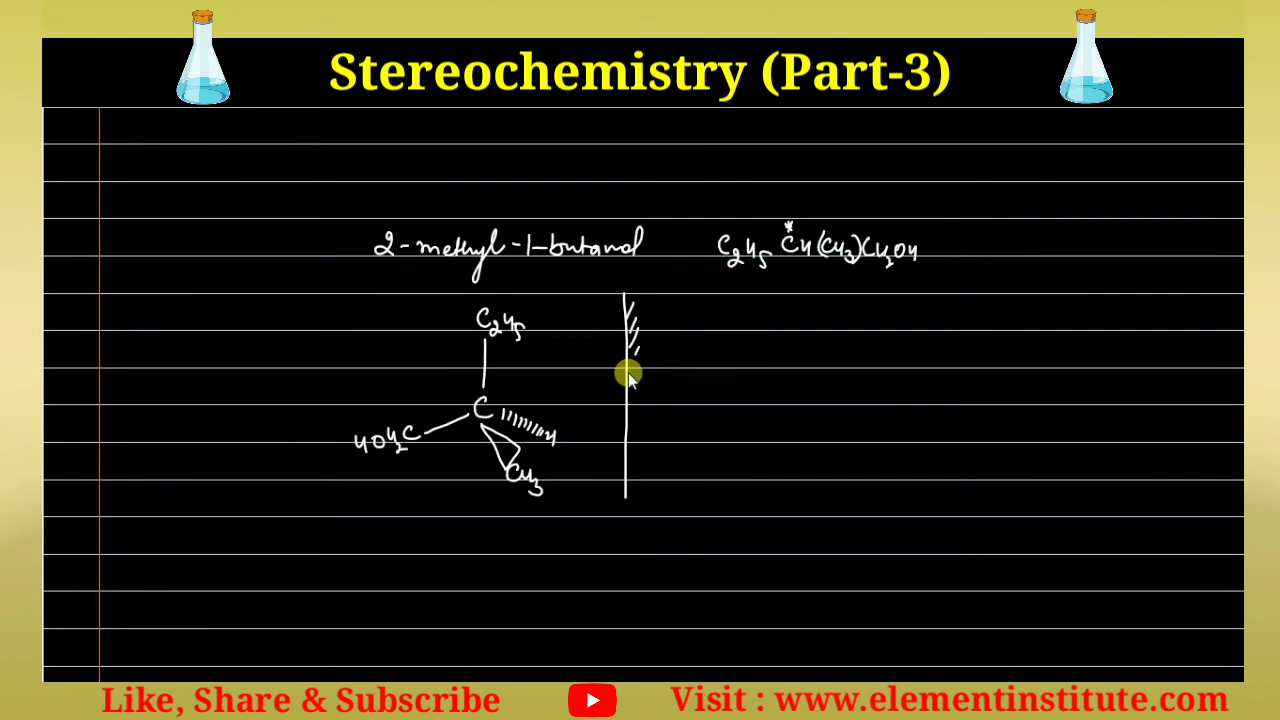 Stereochemistry (Part-3)
2-methyl-1-butanol C2H5 *CH(CH3)CH2OH
C2H5
C
HOH2C H
CH3
Like, Share & Subscribe Visit : www.elementinstitute.com